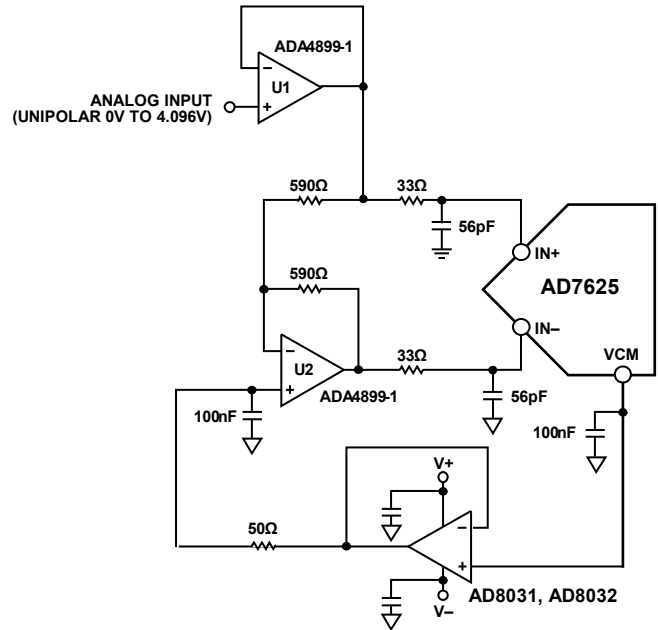 ADA4899-1
−
U1
+
ANALOG INPUT
(UNIPOLAR 0V TO 4.096V)
590Ω
33Ω
56pF
IN+
AD7625
590Ω
IN−
−
U2
+
33Ω
VCM
ADA4899-1
100nF
56pF
100nF
V+
50Ω
−
+
AD8031, AD8032
V−